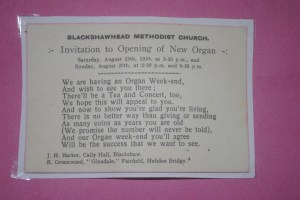 BLACKSHAWHEAD METHODIST CHURCH.
:- Invitation to Opening of New Organ -:
Saturday, August 25th, 1934, at 2-30 p.m. and
Sunday, August 26th, at 2-30 p.m. and 6-0 p.m.
We are having an Organ Week-end,
And wish to see you there;
There'll be a Tea and Concert, too,
We hope this will appeal to you.
And now to show you're glad you're living,
There is no better way than giving or sending
As many coins as years you are old
(We promise the number will never be told),
And our Organ week-end you'll agree
Will be the success that we want to see.
J. H. Barker, Cally Hall, Blackshaw.
R. Greenwood, "Glendale," Fairfield, Hebden Bridge.